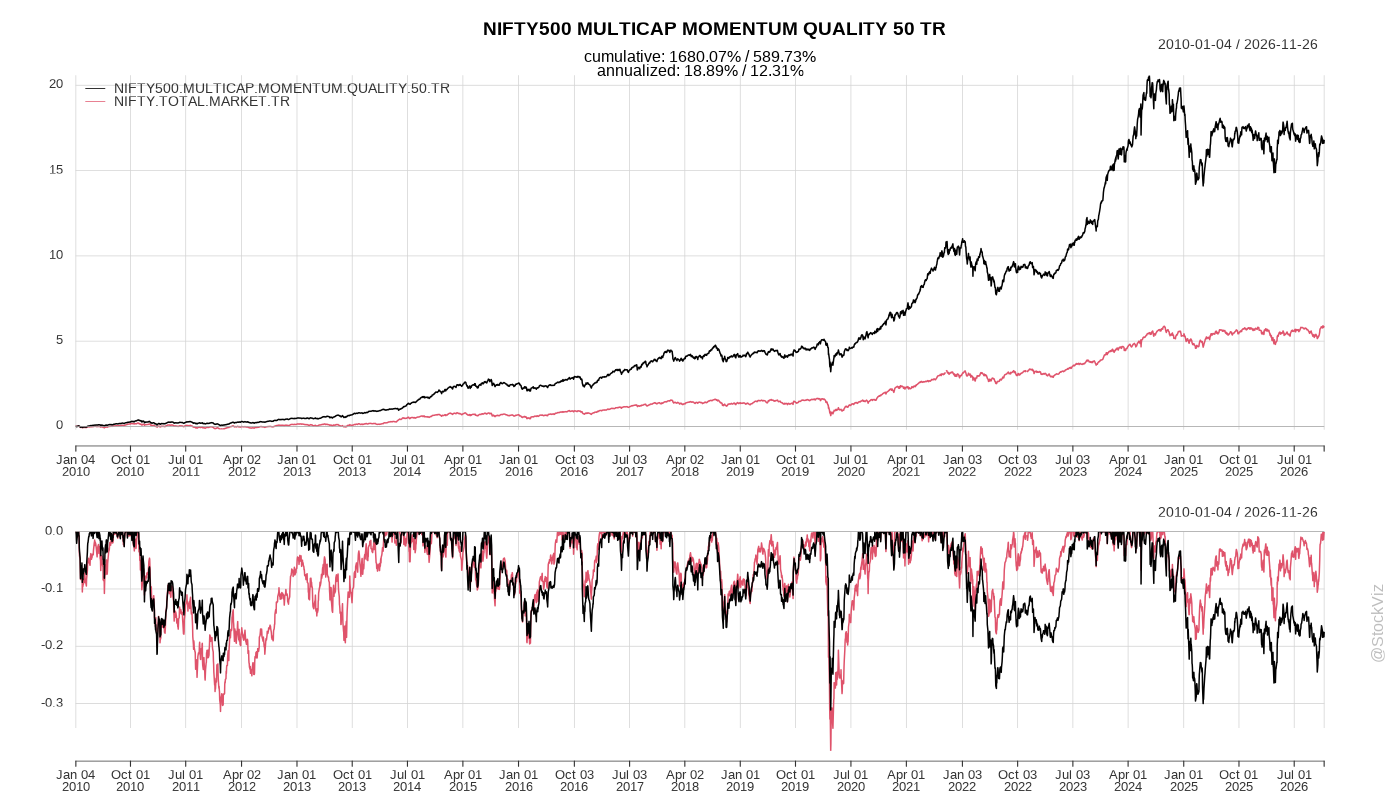 NIFTY500 MULTICAP MOMENTUM QUALITY 50 TR
2010-01-04 / 2026-11-26
cumulative: 1680.07% / 589.73%
annualized: 18.89% / 12.31%
NIFTY500.MULTICAP.MOMENTUM.QUALITY.50.TR
NIFTY.TOTAL.MARKET.TR
20
15
10
5
0
Jan 04 Oct 01 Jul 01 Apr 02 Jan 01 Oct 01 Jul 01 Apr 01 Jan 01 Oct 03 Jul 03 Apr 02 Jan 01 Oct 01 Jul 01 Apr 01 Jan 03 Oct 03 Jul 03 Apr 01 Jan 01 Oct 01 Jul 01
2010 2010 2011 2012 2013 2013 2014 2015 2016 2016 2017 2018 2019 2019 2020 2021 2022 2022 2023 2024 2025 2025 2026
2010-01-04 / 2026-11-26
0.0
-0.1
-0.2
-0.3
Jan 04 Oct 01 Jul 01 Apr 02 Jan 01 Oct 01 Jul 01 Apr 01 Jan 01 Oct 03 Jul 03 Apr 02 Jan 01 Oct 01 Jul 01 Apr 01 Jan 03 Oct 03 Jul 03 Apr 01 Jan 01 Oct 01 Jul 01
2010 2010 2011 2012 2013 2013 2014 2015 2016 2016 2017 2018 2019 2019 2020 2021 2022 2022 2023 2024 2025 2025 2026
@StockViz